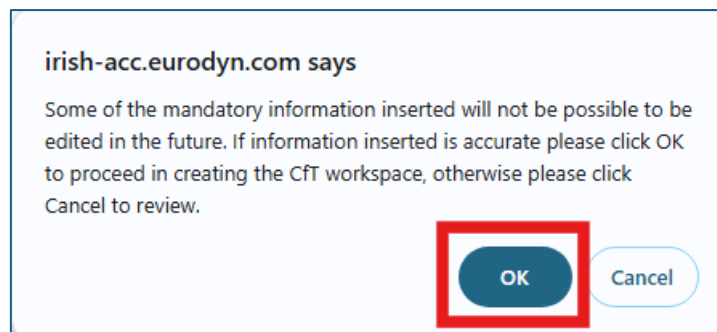 irish-acc.eurodyn.com says
Some of the mandatory information inserted will not be possible to be
edited in the future. If information inserted is accurate please click OK
to proceed in creating the CfT workspace, otherwise please click
Cancel to review.
OK Cancel